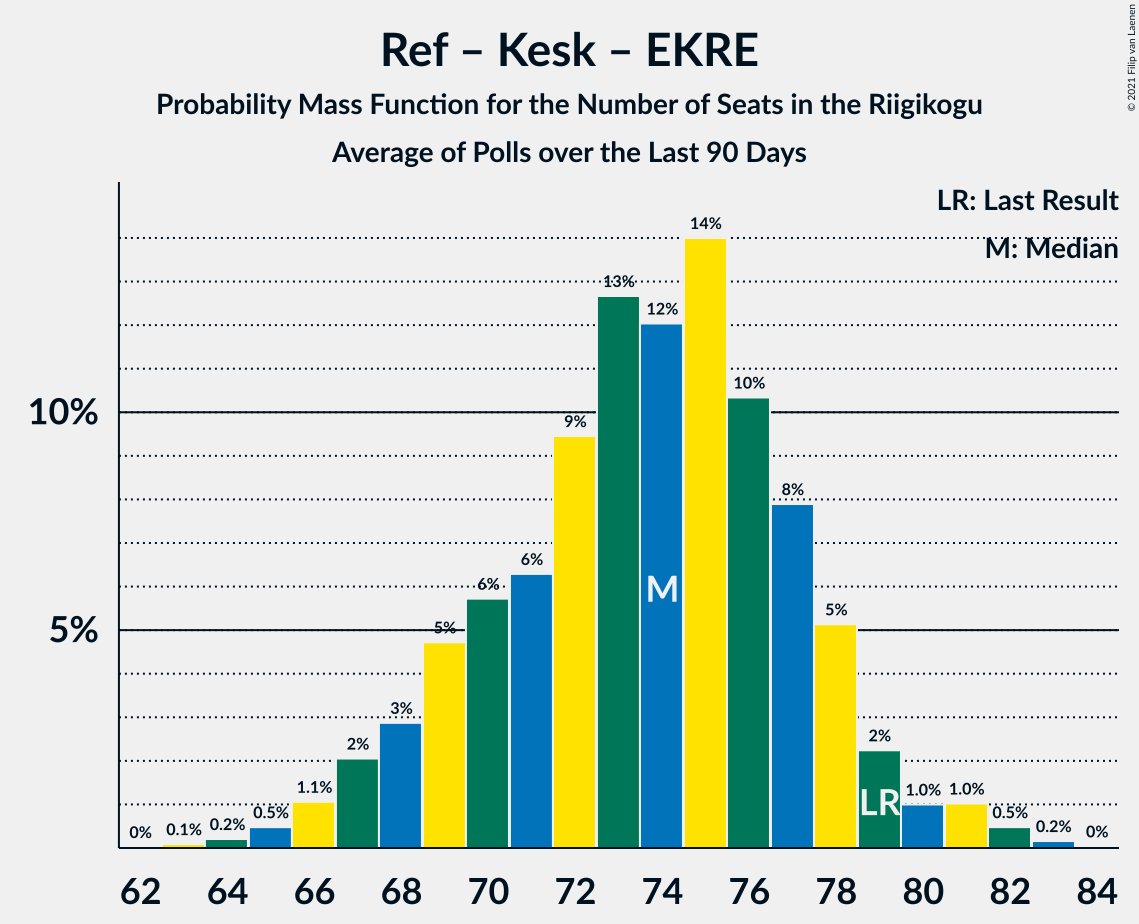 Ref – Kesk – EKRE
Probability Mass Function for the Number of Seats in the Riigikogu
Average of Polls over the Last 90 Days
© 2021 Filip van Laenen
LR: Last Result
M: Median
14%
13%
12%
10%
10%
9%
8%
6%
6%
M
5%
5%
5%
3%
2%
2%
1.1%
LR
1.0%
1.0%
0.5%
0.5%
0.2%
0.2%
0.1%
0%
0%
62 64 66 68 70 72 74 76 78 80 82 84